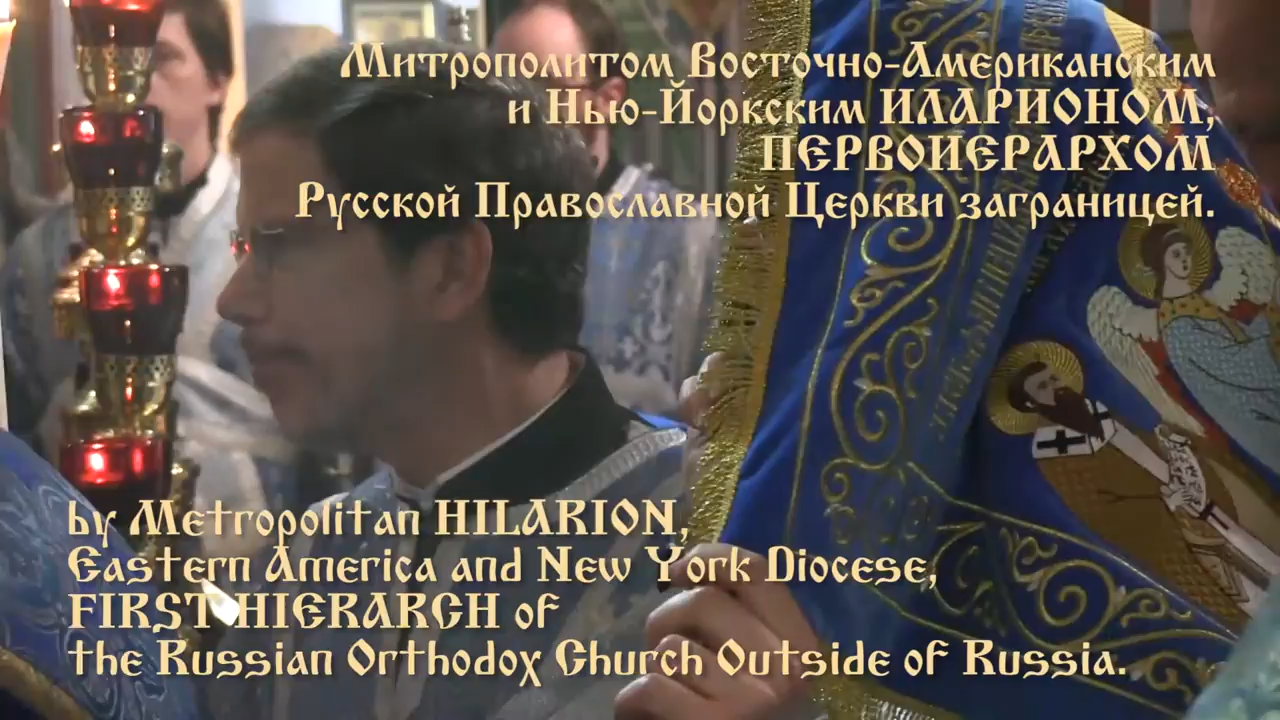 Митрополитом Восточно-Американским
и Нью-Йоркским ИЛАРИОНОМ,
ПЕРВОИЕРАРХОМ
Русской Православной Церкви заграницей.
by Metropolitan HILARION,
Eastern America and New York Diocese,
FIRST HIERARCH of
the Russian Orthodox Church Outside of Russia.